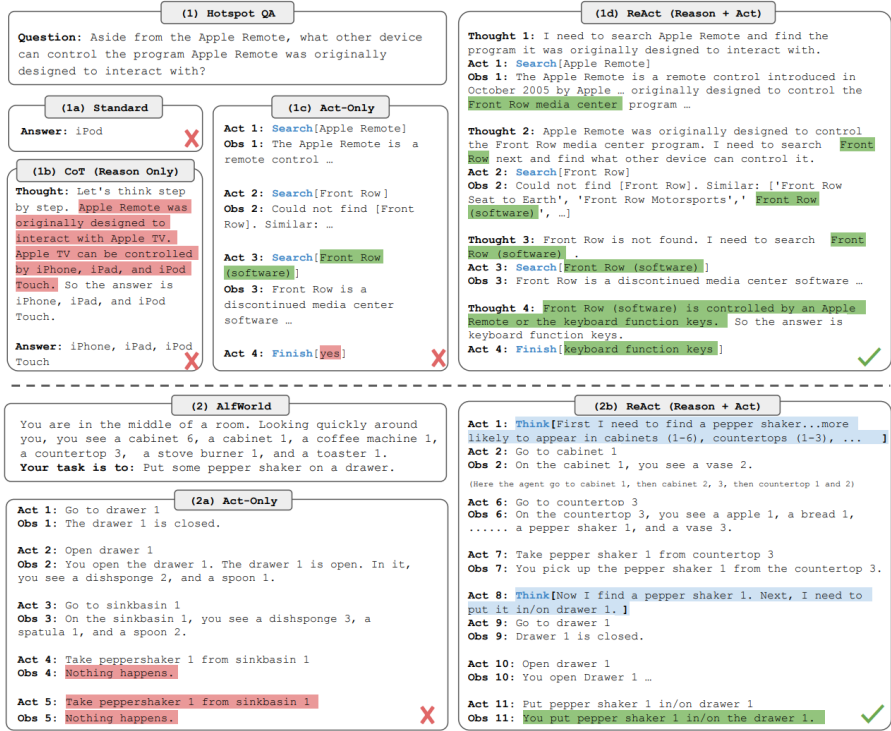 (1) Hotspot QA
Question: Aside from the Apple Remote, what other device
can control the program Apple Remote was originally
designed to interact with?
(1a) Standard
Answer: iPod
(1b) CoT (Reason Only)
Thought: Let's think step
by step. Apple Remote was
originally designed to
interact with Apple TV.
Apple TV can be controlled
by iPhone, iPad, and iPod
Touch. So the answer is
iPhone, iPad, and iPod
Touch.
Answer: iPhone, iPad, iPod
Touch
(1c) Act-Only
Act 1: Search[Apple Remote]
Obs 1: The Apple Remote is a
remote control …
Act 2: Search[Front Row]
Obs 2: Could not find [Front
Row]. Similar: …
Act 3: Search[Front Row
(software)]
Obs 3: Front Row is a
discontinued media center
software …
Act 4: Finish[yes]
(1d) ReAct (Reason + Act)
Thought 1: I need to search Apple Remote and find the
program it was originally designed to interact with.
Act 1: Search[Apple Remote]
Obs 1: The Apple Remote is a remote control introduced in
October 2005 by Apple … originally designed to control the
Front Row media center program …
Thought 2: Apple Remote was originally designed to control
the Front Row media center program. I need to search Front
Row next and find what other device can control it.
Act 2: Search[Front Row]
Obs 2: Could not find [Front Row]. Similar: ['Front Row
Seat to Earth', 'Front Row Motorsports',' Front Row
(software)', …]
Thought 3: Front Row is not found. I need to search Front
Row (software) .
Act 3: Search[Front Row (software)]
Obs 3: Front Row is a discontinued media center software …
Thought 4: Front Row (software) is controlled by an Apple
Remote or the keyboard function keys. So the answer is
keyboard function keys.
Act 4: Finish[keyboard function keys]
(2) AlfWorld
You are in the middle of a room. Looking quickly around
you, you see a cabinet 6, a cabinet 1, a coffee machine 1,
a countertop 3, a stove burner 1, and a toaster 1.
Your task is to: Put some pepper shaker on a drawer.
(2a) Act-Only
Act 1: Go to drawer 1
Obs 1: The drawer 1 is closed.
Act 2: Open drawer 1
Obs 2: You open the drawer 1. The drawer 1 is open. In it,
you see a dishsponge 2, and a spoon 1.
Act 3: Go to sinkbasin 1
Obs 3: On the sinkbasin 1, you see a dishsponge 3, a
spatula 1, and a spoon 2.
Act 4: Take peppershaker 1 from sinkbasin 1
Obs 4: Nothing happens.
Act 5: Take peppershaker 1 from sinkbasin 1
Obs 5: Nothing happens.
(2b) ReAct (Reason + Act)
Act 1: Think[First I need to find a pepper shaker...more
likely to appear in cabinets (1-6), countertops (1-3), ... ]
Act 2: Go to cabinet 1
Obs 2: On the cabinet 1, you see a vase 2.
(Here the agent go to cabinet 1, then cabinet 2, 3, then countertop 1 and 2)
Act 6: Go to countertop 3
Obs 6: On the countertop 3, you see a apple 1, a bread 1,
...... a pepper shaker 1, and a vase 3.
Act 7: Take pepper shaker 1 from countertop 3
Obs 7: You pick up the pepper shaker 1 from the countertop 3.
Act 8: Think[Now I find a pepper shaker 1. Next, I need to
put it in/on drawer 1. ]
Act 9: Go to drawer 1
Obs 9: Drawer 1 is closed.
Act 10: Open drawer 1
Obs 10: You open Drawer 1 …
Act 11: Put pepper shaker 1 in/on drawer 1
Obs 11: You put pepper shaker 1 in/on the drawer 1.